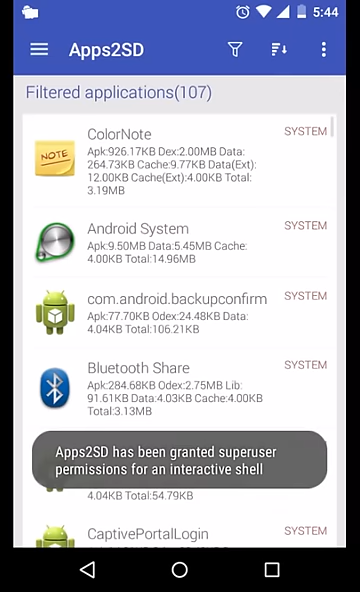 5:44
Apps2SD
Filtered applications(107)
ColorNote
SYSTEM
Apk:926.17KB Dex:2.00MB Data:
264.73KB Cache:9.77KB Data(Ext):
12.00KB Cache(Ext):4.00KB Total:
3.19MB
NOTE
Android System
SYSTEM
Apk:9.50MB Data:5.45MB Cache:
4.00KB Total:14.96MB
com.android.backupconfirm
SYSTEM
Apk:77.70KB Odex:24.48KB Data:
4.04KB Total:106.21KB
Bluetooth Share
SYSTEM
Apk:284.68KB Odex:2.75MB Lib:
91.61KB Data:4.03KB Cache:4.00KB
Total:3.13MB
Apps2SD has been granted superuser
permissions for an interactive shell
4.04KB Total:54.79KB
CaptivePortalLogin
SYSTEM